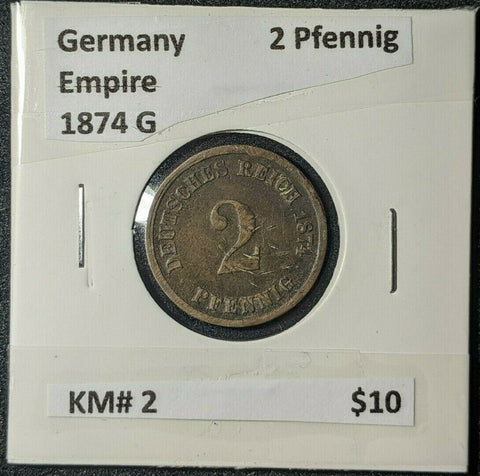 Germany 2 Pfennig
Empire
1874 G
DEUTSCHES REICH 1874
2
PFENNIG
KM# 2 $10